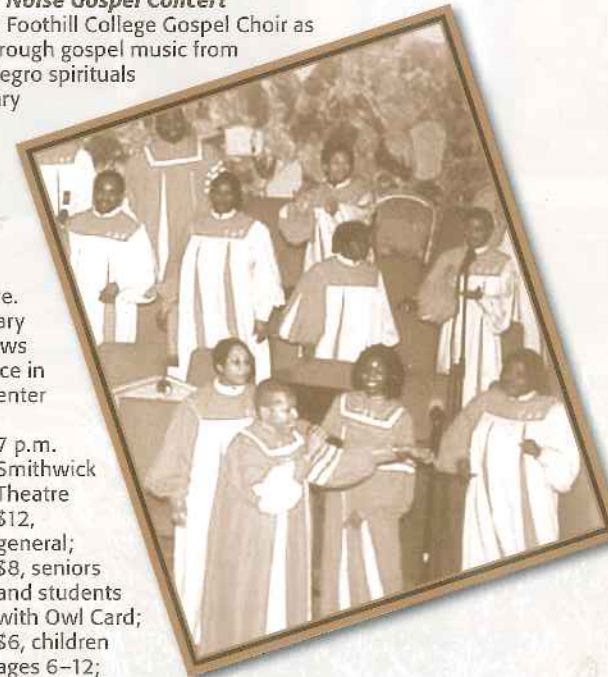 Noise Gospel Concert
Foothill College Gospel Choir as
rough gospel music from
egro spirituals
ary
e.
ary
ws
ce in
enter
7 p.m.
Smithwick
Theatre
$12,
general;
$8, seniors
and students
with Owl Card;
$6, children
ages 6–12;